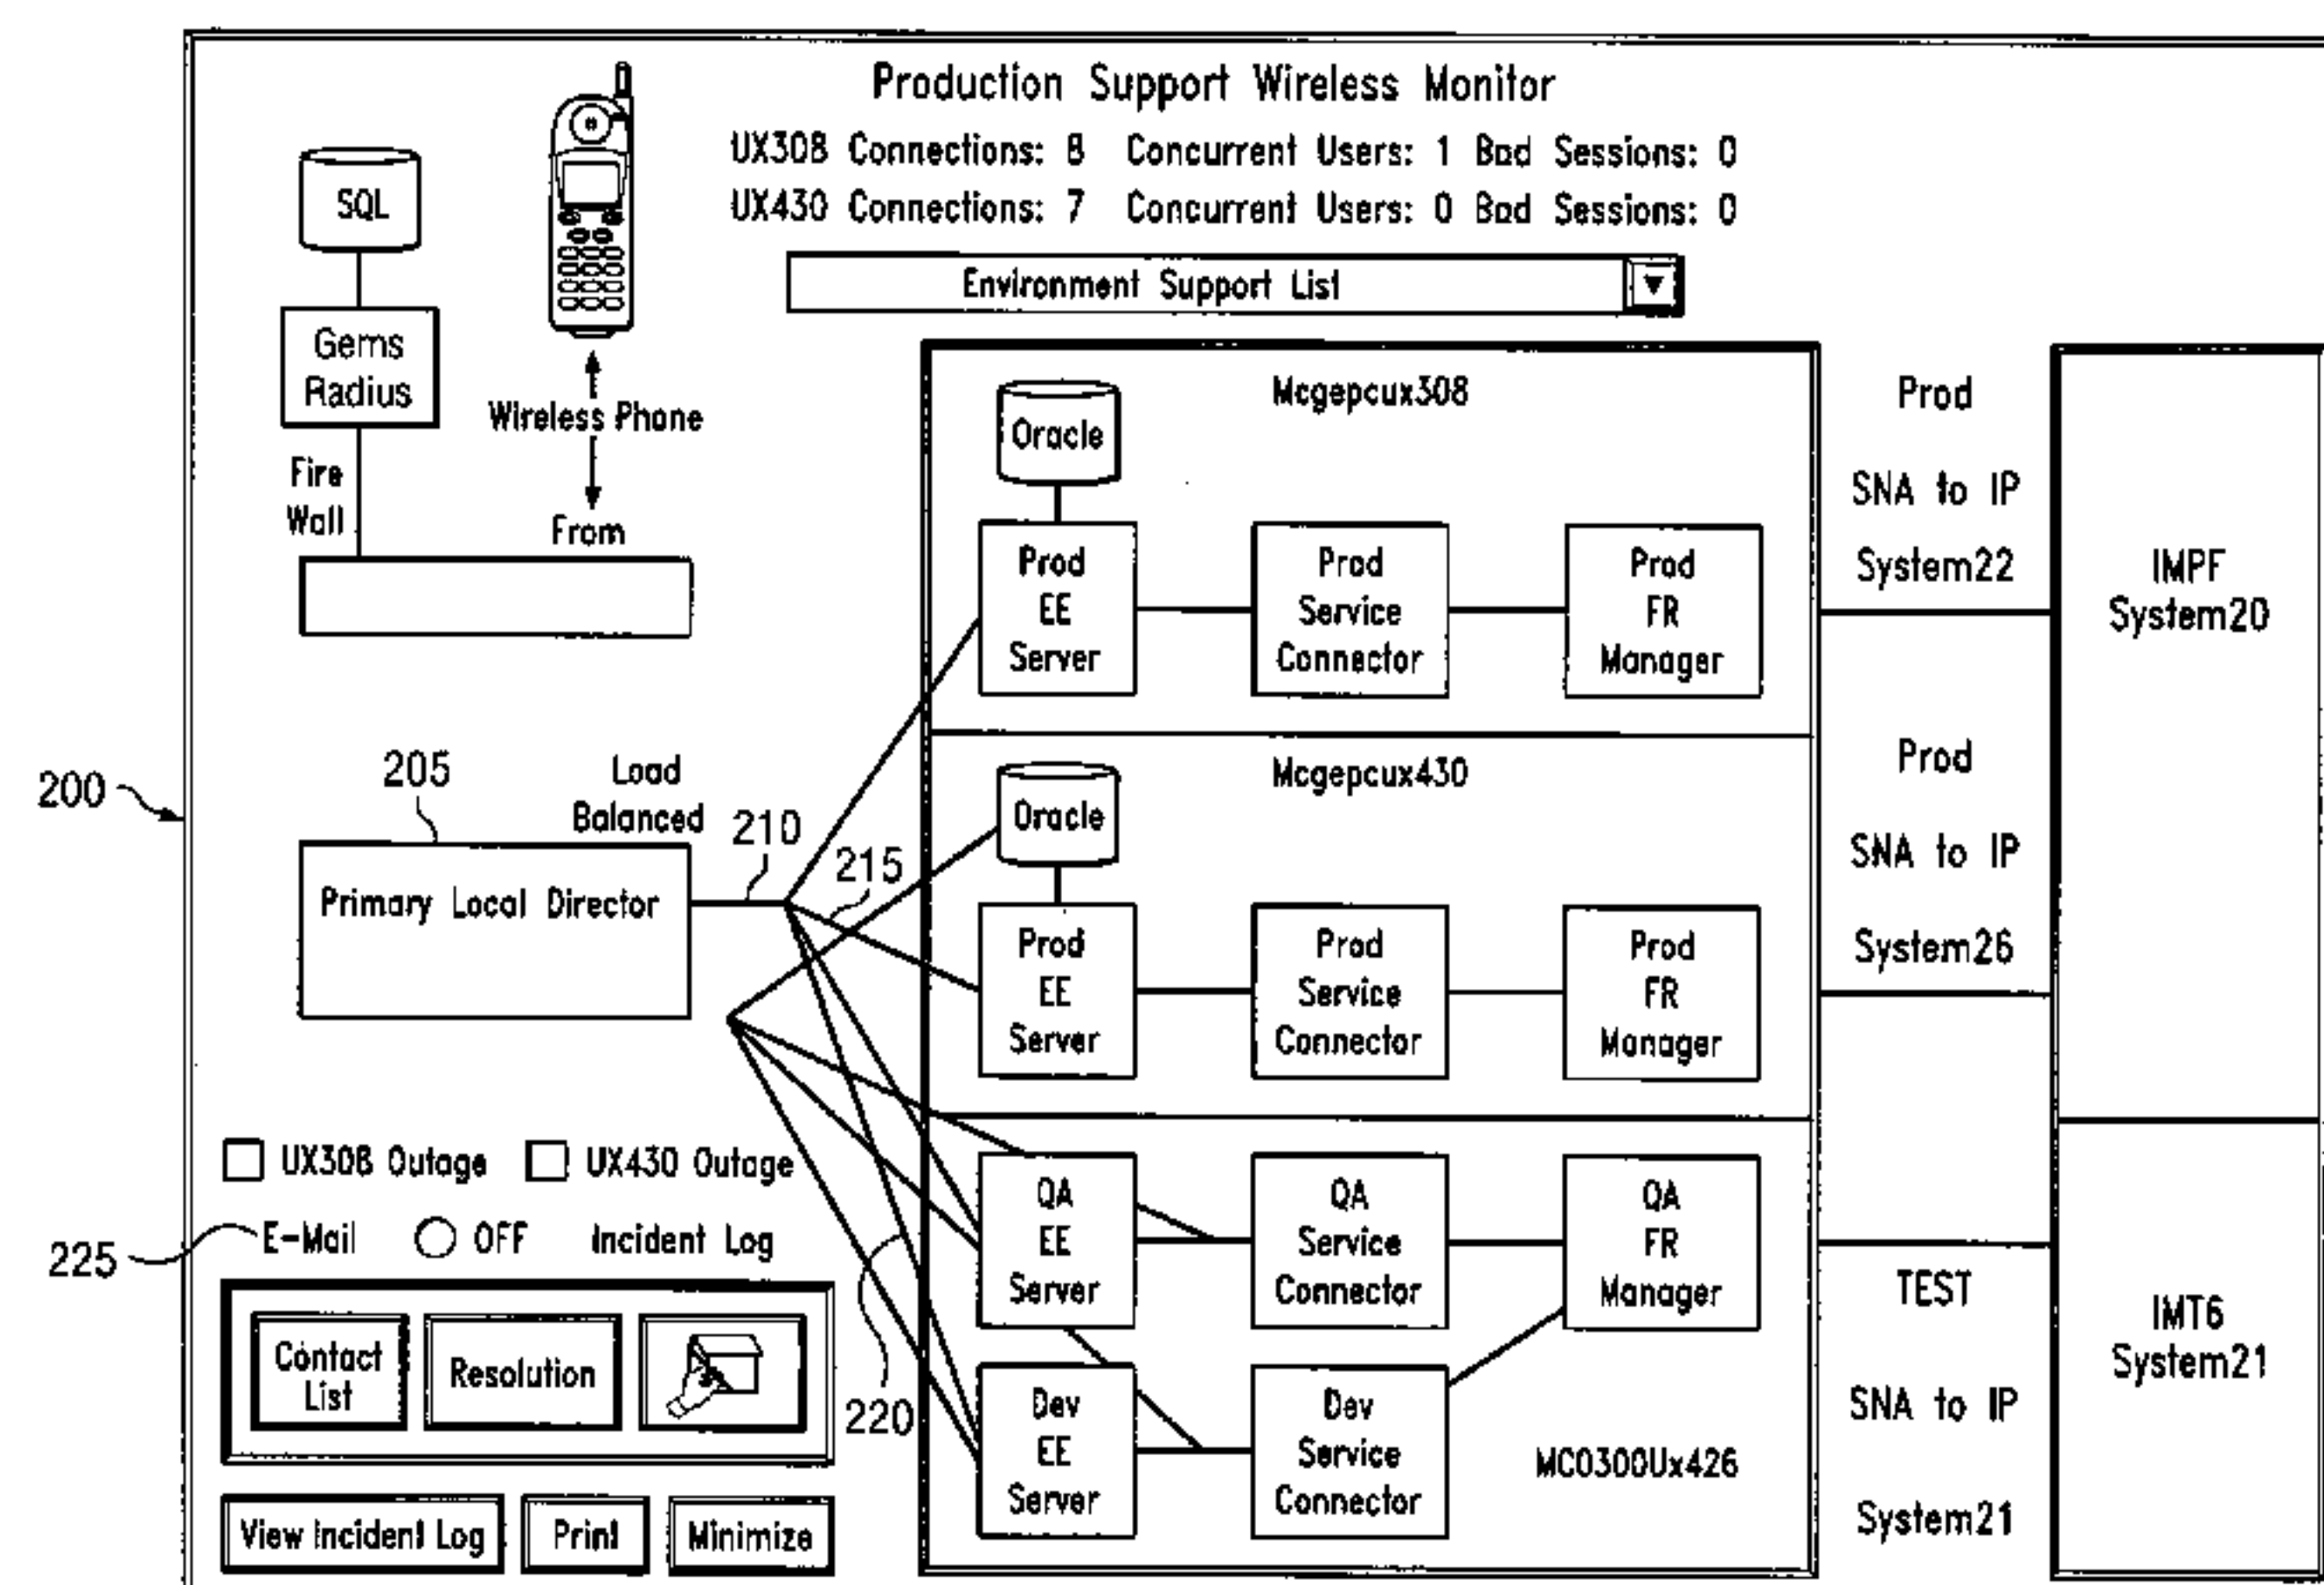 Production Support Wireless Monitor
UX308 Connections: 8 Concurrent Users: 1 Bad Sessions: 0
UX430 Connections: 7 Concurrent Users: 0 Bad Sessions: 0
Environment Support List
SQL
Gems
Radius
Fire
Wall
Wireless Phone
From
Mcgepcux308
Oracle
Prod
EE
Server
Prod
Service
Connector
Prod
FR
Manager
Prod
SNA to IP
System22
IMPF
System20
200
205
Load
Balanced
210
215
Primary Local Director
Mcgepcux430
Oracle
Prod
EE
Server
Prod
Service
Connector
Prod
FR
Manager
Prod
SNA to IP
System26
UX308 Outage
UX430 Outage
225
E-Mail
OFF
Incident Log
Contact
List
Resolution
220
View Incident Log
Print
Minimize
QA
EE
Server
QA
Service
Connector
QA
FR
Manager
Dev
EE
Server
Dev
Service
Connector
MC0300Ux426
TEST
SNA to IP
System21
IMT6
System21